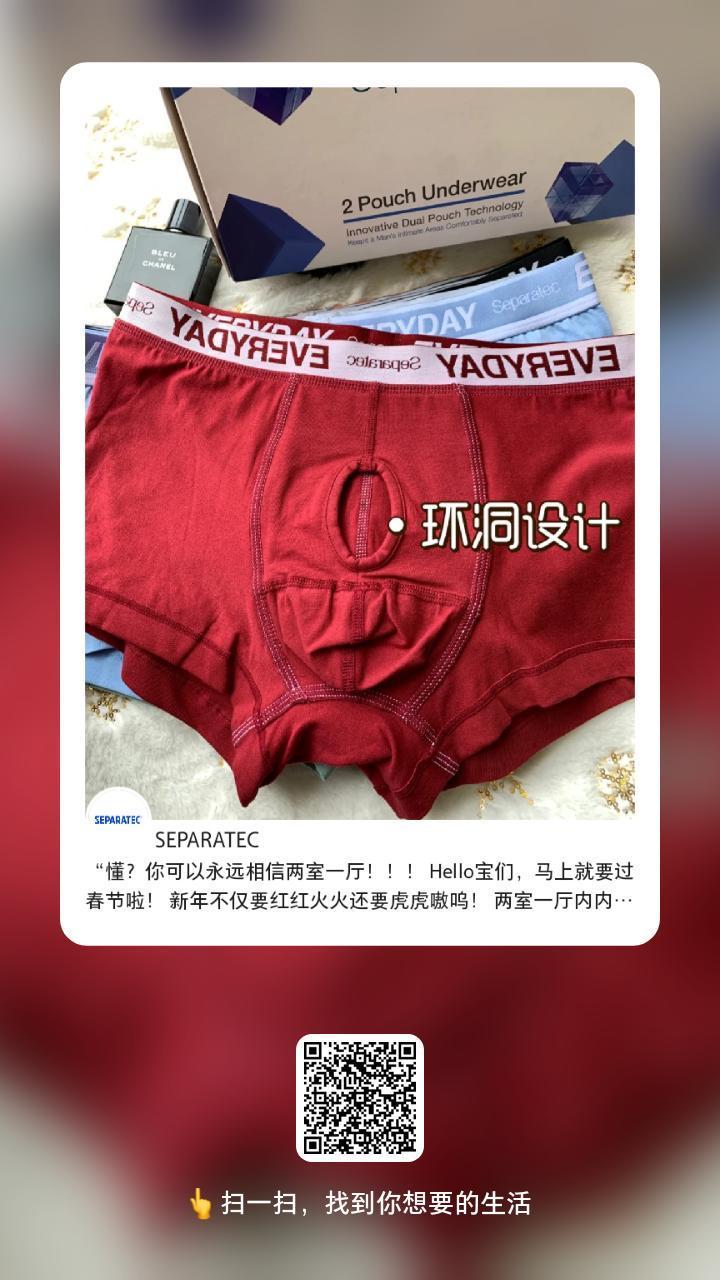 2 Pouch Underwear
Innovative Dual Pouch Technology
Keeps a Man's Intimate Areas Comfortably Separated
BLEU
DE
CHANEL
EVERYDAY
Separatec
EVERYDAY Separatec EVERYDAY
环洞设计
SEPARATEC
SEPARATEC
“懂？你可以永远相信两室一厅！！！ Hello宝们，马上就要过
春节啦！ 新年不仅要红红火火还要虎虎嗷呜！ 两室一厅内内…
👆 扫一扫，找到你想要的生活